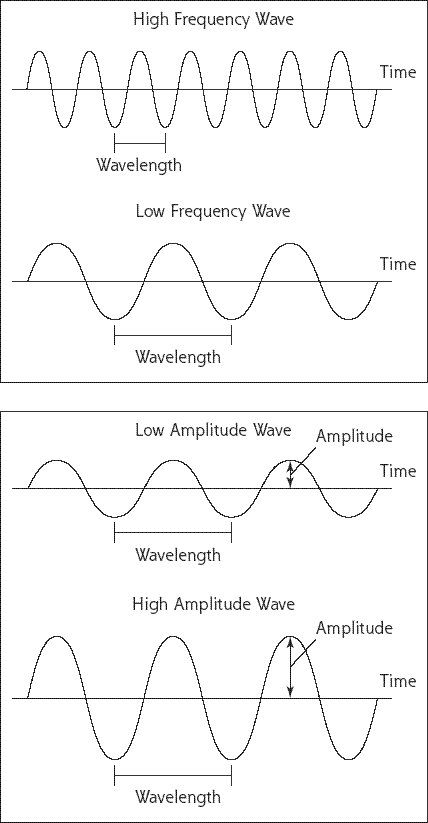 High Frequency Wave
Time
Wavelength
Low Frequency Wave
Time
Wavelength
Low Amplitude Wave
Amplitude
Time
Wavelength
High Amplitude Wave
Amplitude
Time
Wavelength